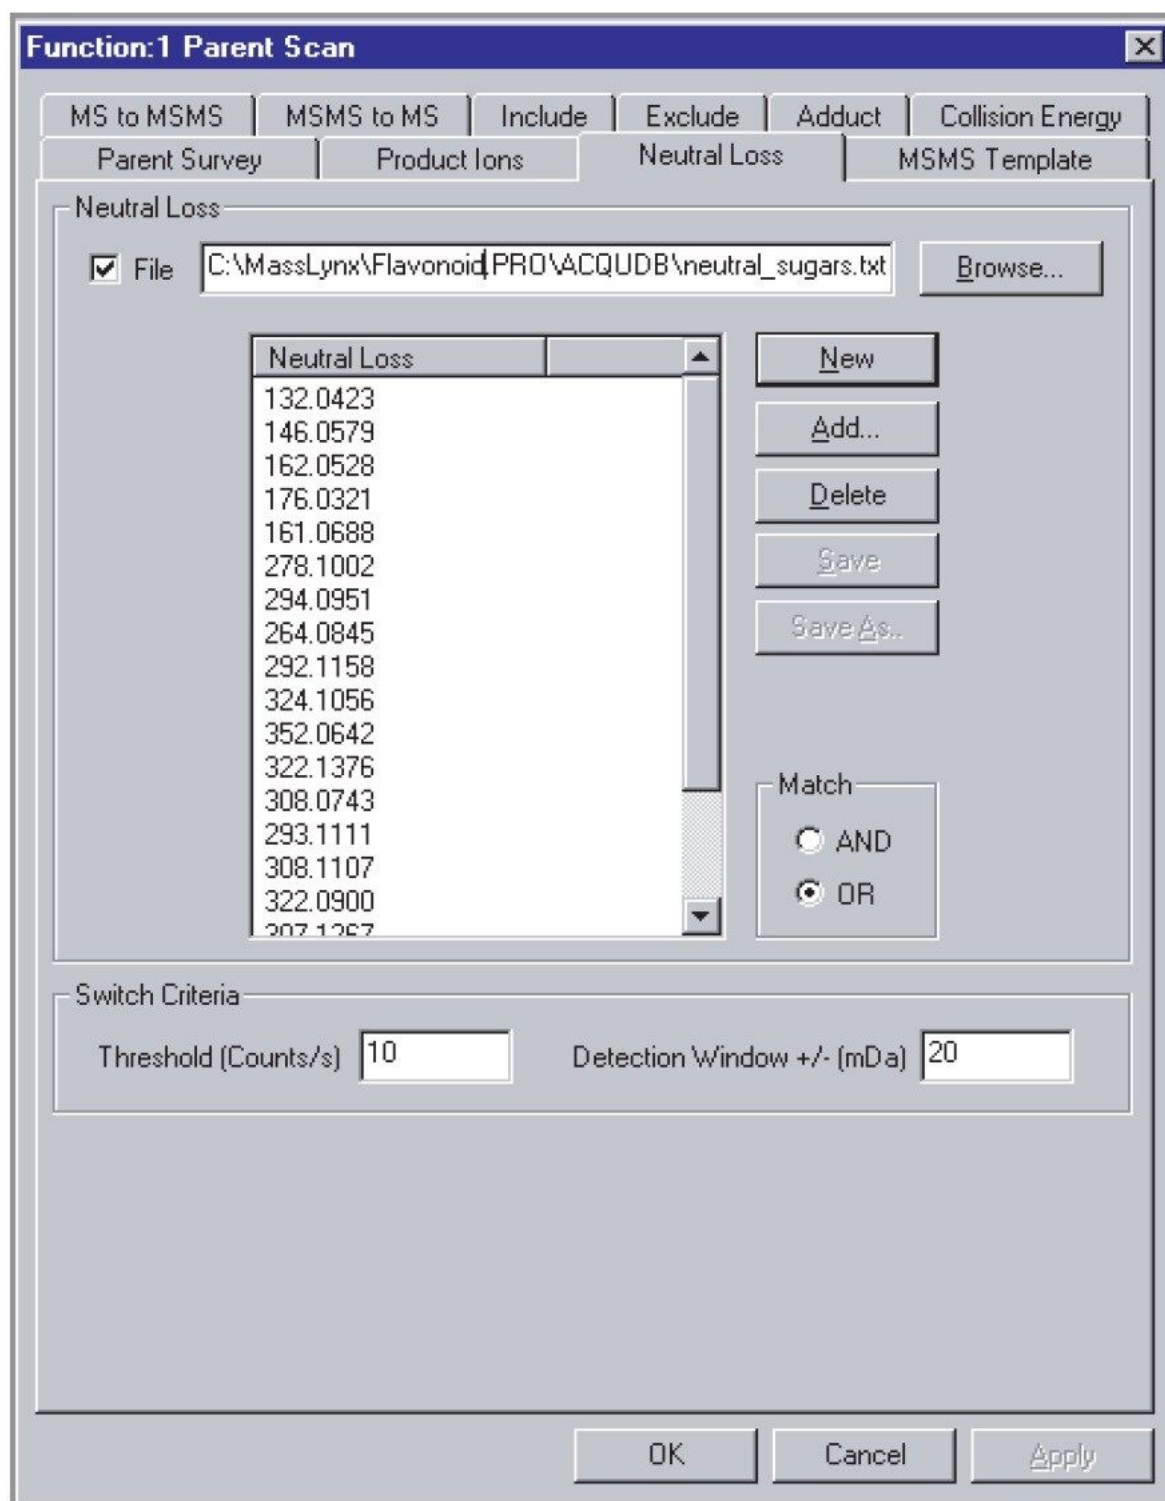 Function:1 Parent Scan
MS to MSMS MSMS to MS Include Exclude Adduct Collision Energy
Parent Survey Product Ions Neutral Loss MSMS Template
Neutral Loss
File C:\MassLynx\Flavonoid.PRO\ACQUDB\neutral_sugars.txt Browse...
Neutral Loss
132.0423
146.0579
162.0528
176.0321
161.0688
278.1002
294.0951
264.0845
292.1158
324.1056
352.0642
322.1376
308.0743
293.1111
308.1107
322.0900
307.1267
New
Add...
Delete
Save
Save As..
Match
AND
OR
Switch Criteria
Threshold (Counts/s) 10 Detection Window +/- (mDa) 20
OK Cancel Apply